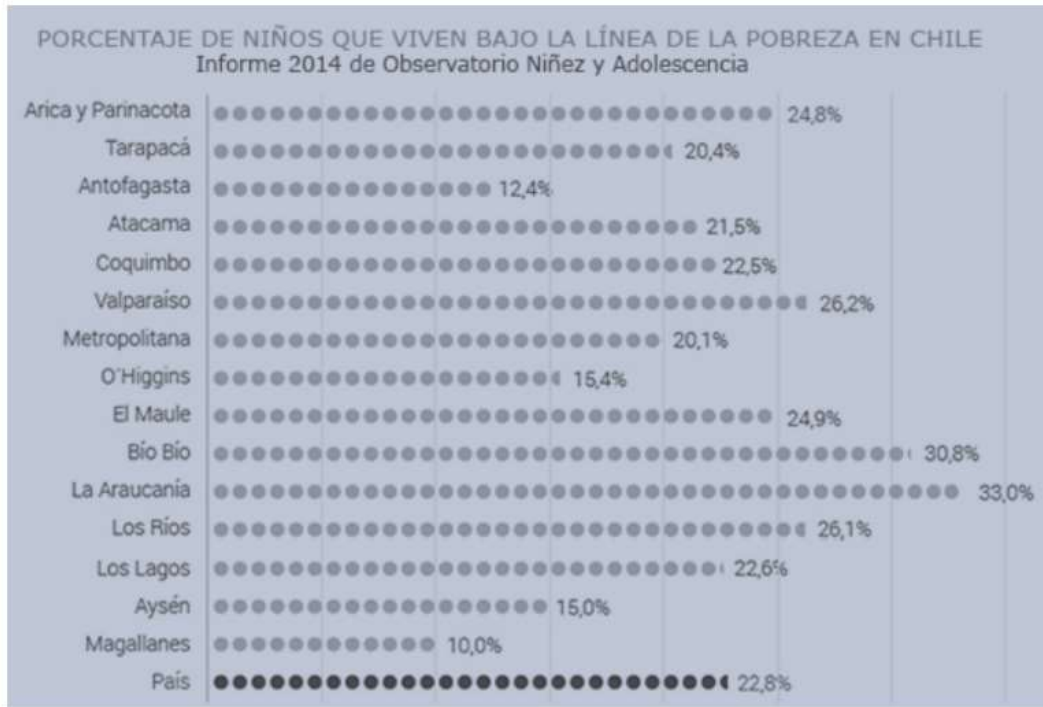 PORCENTAJE DE NIÑOS QUE VIVEN BAJO LA LÍNEA DE LA POBREZA EN CHILE
Informe 2014 de Observatorio Niñez y Adolescencia
Arica y Parinacota 24,8%
Tarapacá 20,4%
Antofagasta 12,4%
Atacama 21,5%
Coquimbo 22,5%
Valparaíso 26,2%
Metropolitana 20,1%
O´Higgins 15,4%
El Maule 24,9%
Bío Bío 30,8%
La Araucanía 33,0%
Los Ríos 26,1%
Los Lagos 22,6%
Aysén 15,0%
Magallanes 10,0%
País 22,8%